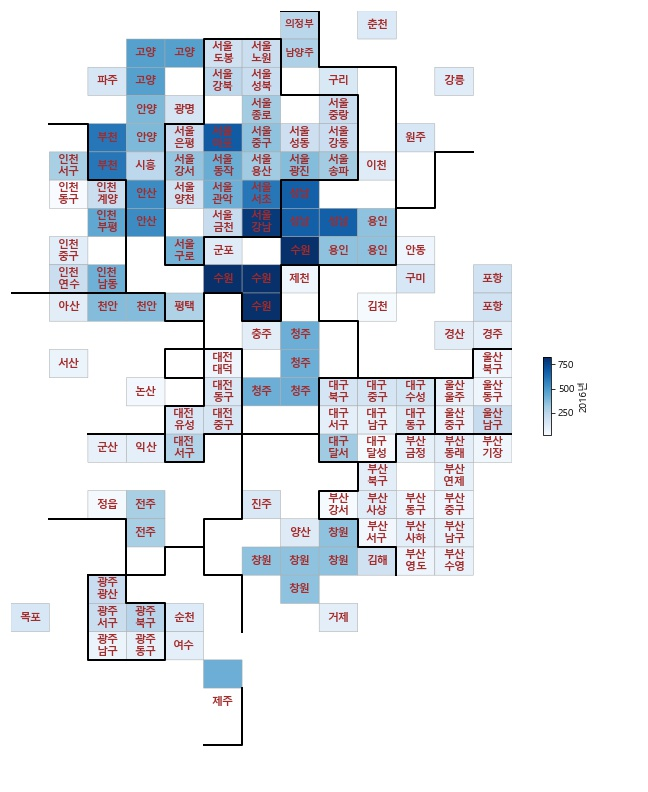 의정부 춘천
고양 고양 서울 서울 남양주
도봉 노원
파주 고양 서울 서울 구리 강릉
강북 성북
안양 광명 서울 서울
종로 중랑
부천 안양 서울 서울 서울 서울 원주
은평 중구 성동 강동
인천 부천 시흥 서울 서울 서울 서울 서울 이천
서구 강서 동작 용산 광진 송파
인천 인천 안산 서울 서울 서울
동구 계양 양천 관악 서초
인천 안산 서울 서울 용인
부평 금천 강남
인천 서울 군포 수원 용인 용인 안동
중구 구로
인천 인천 수원 수원 제천 구미 포항
연수 남동
아산 천안 천안 평택 수원 김천 포항
충주 청주 경산 경주
서산 대전 청주 울산
대덕 북구
논산 대전 청주 청주 대구 대구 대구 울산 울산
동구 북구 중구 수성 울주 동구
대전 대전 대구 대구 대구 울산 울산
유성 중구 서구 남구 동구 중구 남구
군산 익산 대전 대구 대구 부산 부산 부산
서구 달서 달성 금정 동래 기장
부산 부산
북구 연제
정읍 전주 진주 부산 부산 부산 부산
강서 사상 동구 중구
전주 양산 창원 부산 부산 부산
서구 사하 남구
창원 창원 창원 김해 부산 부산
영도 수영
광주 창원
광산
목포 광주 광주 순천 거제
서구 북구
광주 광주 여수
남구 동구
제주
750
500
250
2016년